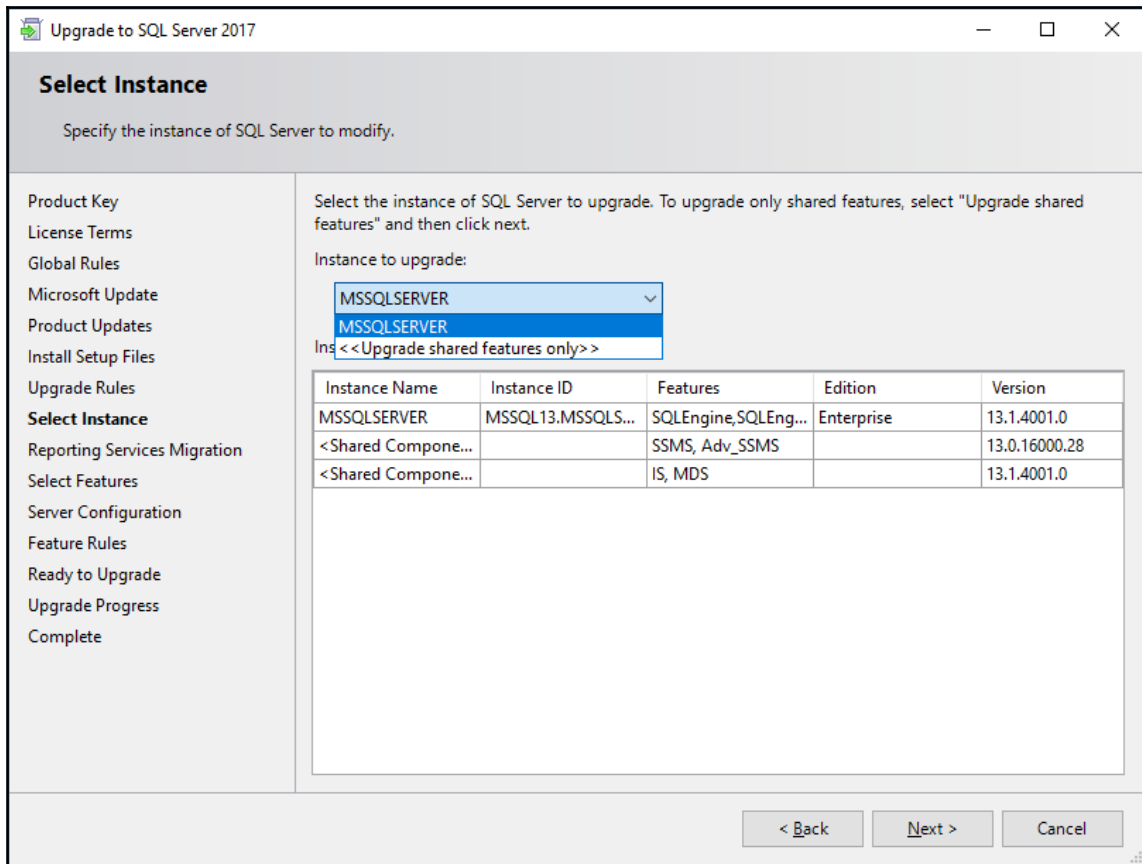 Upgrade to SQL Server 2017
Select Instance
Specify the instance of SQL Server to modify.
Product Key
License Terms
Global Rules
Microsoft Update
Product Updates
Install Setup Files
Upgrade Rules
Select Instance
Reporting Services Migration
Select Features
Server Configuration
Feature Rules
Ready to Upgrade
Upgrade Progress
Complete
Select the instance of SQL Server to upgrade. To upgrade only shared features, select "Upgrade shared
features" and then click next.
Instance to upgrade:
MSSQLSERVER
MSSQLSERVER
Ins <<Upgrade shared features only>>
Instance Name Instance ID Features Edition Version
MSSQLSERVER MSSQL13.MSSQLS... SQLEngine,SQLEng... Enterprise 13.1.4001.0
<Shared Compone... SSMS, Adv_SSMS 13.0.16000.28
<Shared Compone... IS, MDS 13.1.4001.0
< Back Next > Cancel